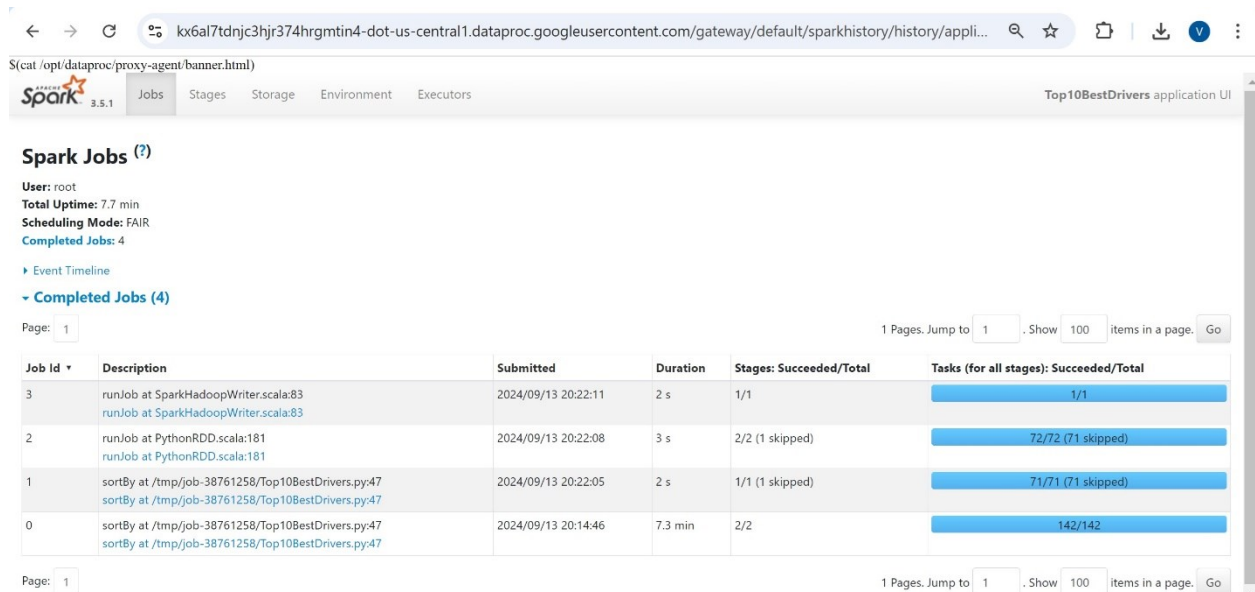 kx6al7tdnjc3hjr374hrgmtin4-dot-us-central1.dataproc.googleusercontent.com/gateway/default/sparkhistory/history/appli...
V
$(cat /opt/dataproc/proxy-agent/banner.html)
APACHE Spark 3.5.1 Jobs Stages Storage Environment Executors Top10BestDrivers application UI
Spark Jobs (?)
User: root
Total Uptime: 7.7 min
Scheduling Mode: FAIR
Completed Jobs: 4
Event Timeline
Completed Jobs (4)
Page: 1 1 Pages. Jump to 1 . Show 100 items in a page. Go
Job Id ▾ Description Submitted Duration Stages: Succeeded/Total Tasks (for all stages): Succeeded/Total
3 runJob at SparkHadoopWriter.scala:83 2024/09/13 20:22:11 2 s 1/1 1/1
runJob at SparkHadoopWriter.scala:83
2 runJob at PythonRDD.scala:181 2024/09/13 20:22:08 3 s 2/2 (1 skipped) 72/72 (71 skipped)
runJob at PythonRDD.scala:181
1 sortBy at /tmp/job-38761258/Top10BestDrivers.py:47 2024/09/13 20:22:05 2 s 1/1 (1 skipped) 71/71 (71 skipped)
sortBy at /tmp/job-38761258/Top10BestDrivers.py:47
0 sortBy at /tmp/job-38761258/Top10BestDrivers.py:47 2024/09/13 20:14:46 7.3 min 2/2 142/142
sortBy at /tmp/job-38761258/Top10BestDrivers.py:47
Page: 1 1 Pages. Jump to 1 . Show 100 items in a page. Go